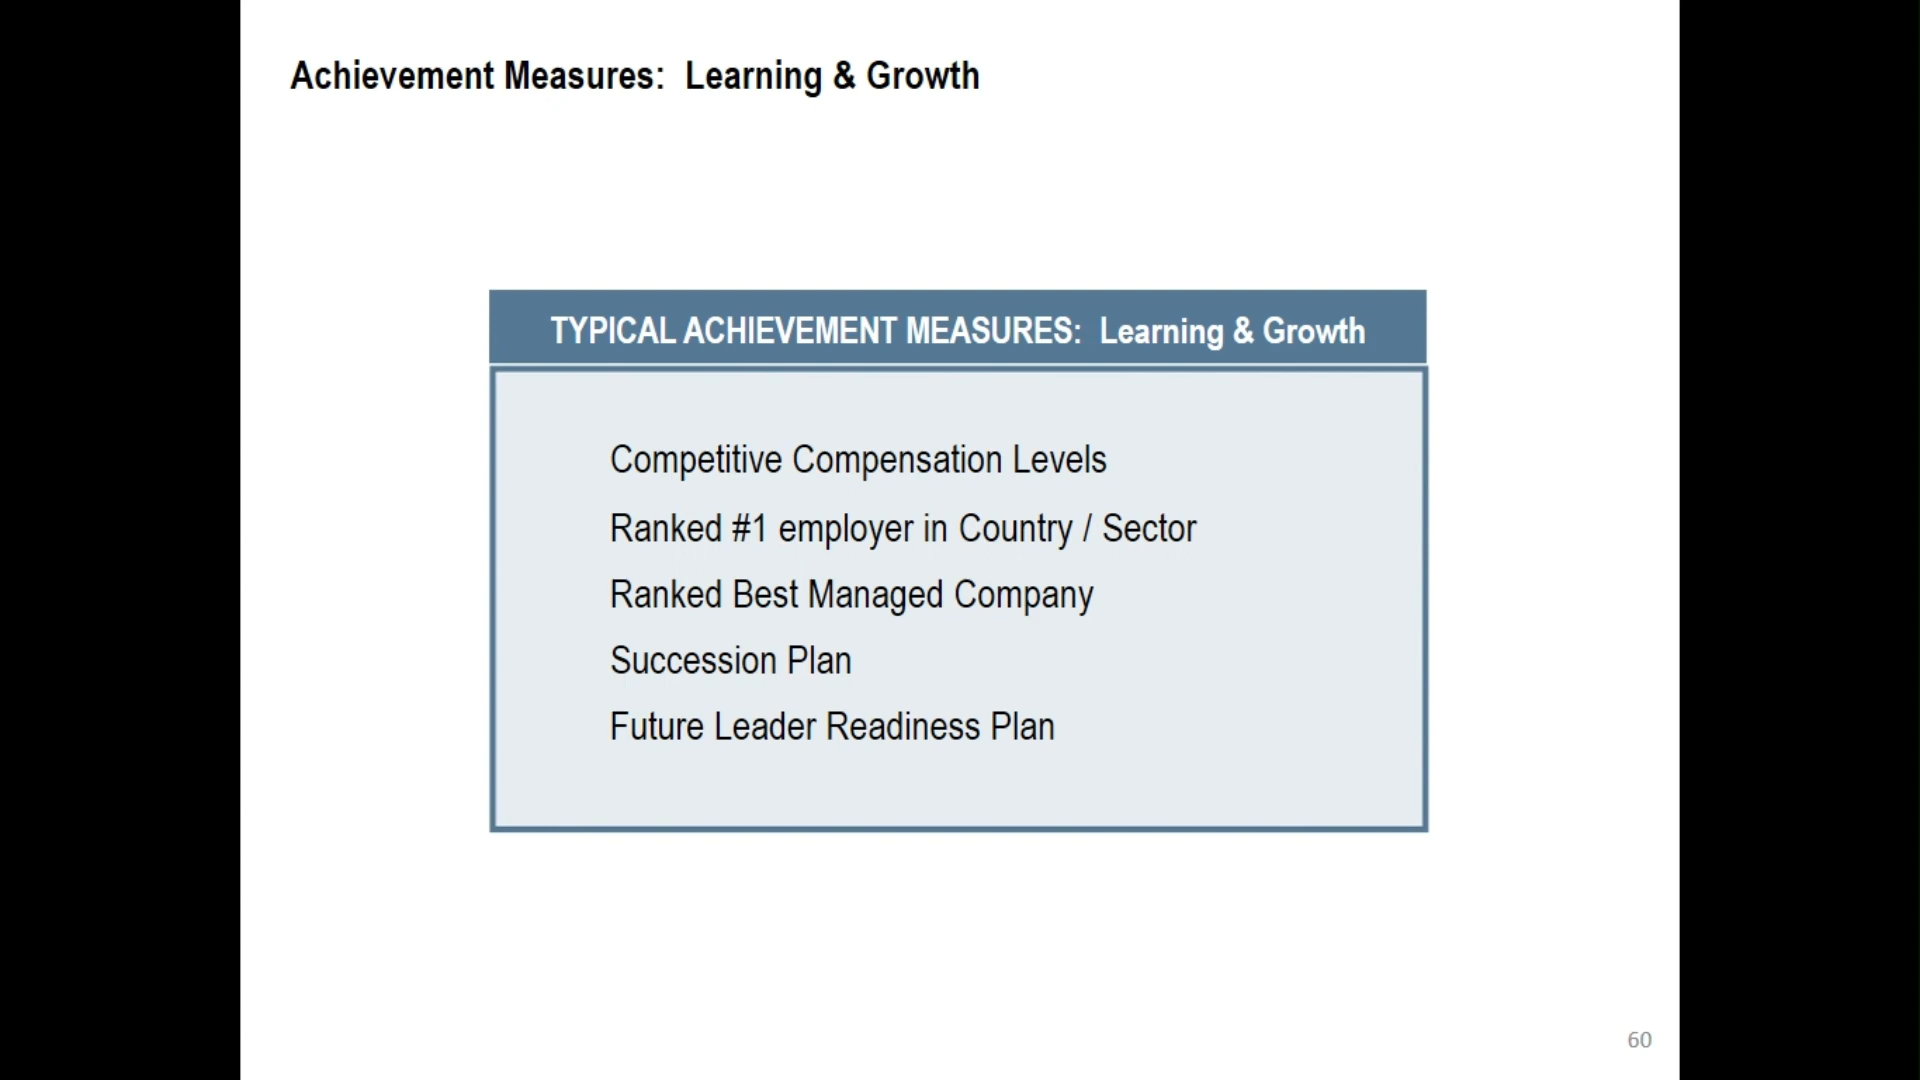 Achievement Measures: Learning & Growth
TYPICAL ACHIEVEMENT MEASURES: Learning & Growth
Competitive Compensation Levels
Ranked #1 employer in Country / Sector
Ranked Best Managed Company
Succession Plan
Future Leader Readiness Plan
60